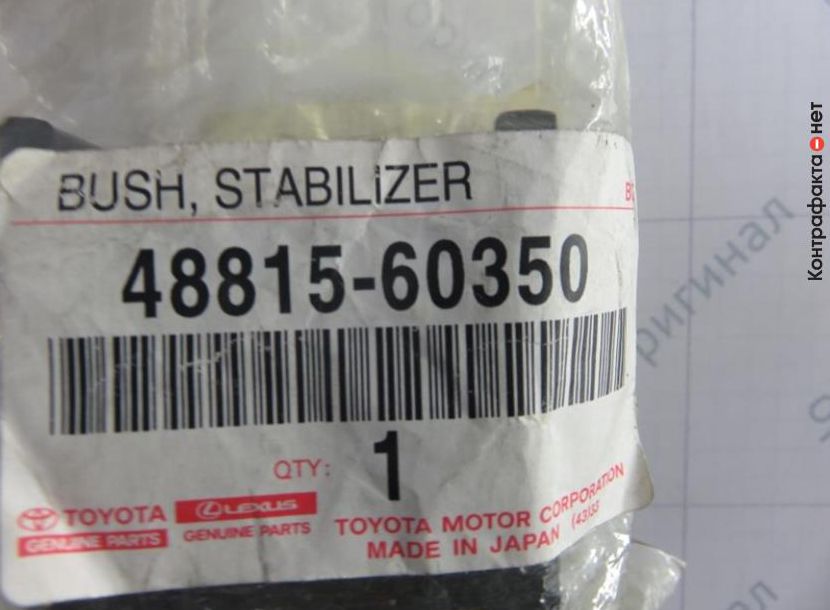 BUSH, STABILIZER
48815-60350
QTY: 1
TOYOTA
GENUINE PARTS
LEXUS
GENUINE PARTS
TOYOTA MOTOR CORPORATION
MADE IN JAPAN
Контрафакта нет
ригинал